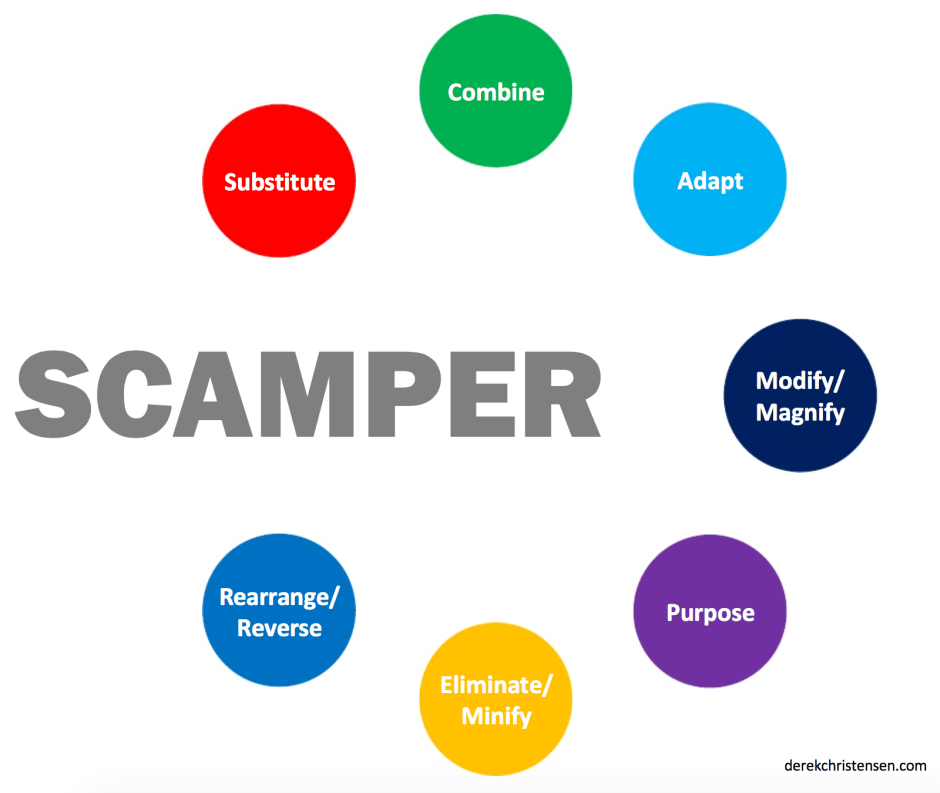 Combine
Substitute
Adapt
SCAMPER
Modify/
Magnify
Rearrange/
Reverse
Purpose
Eliminate/
Minify
derekchristensen.com